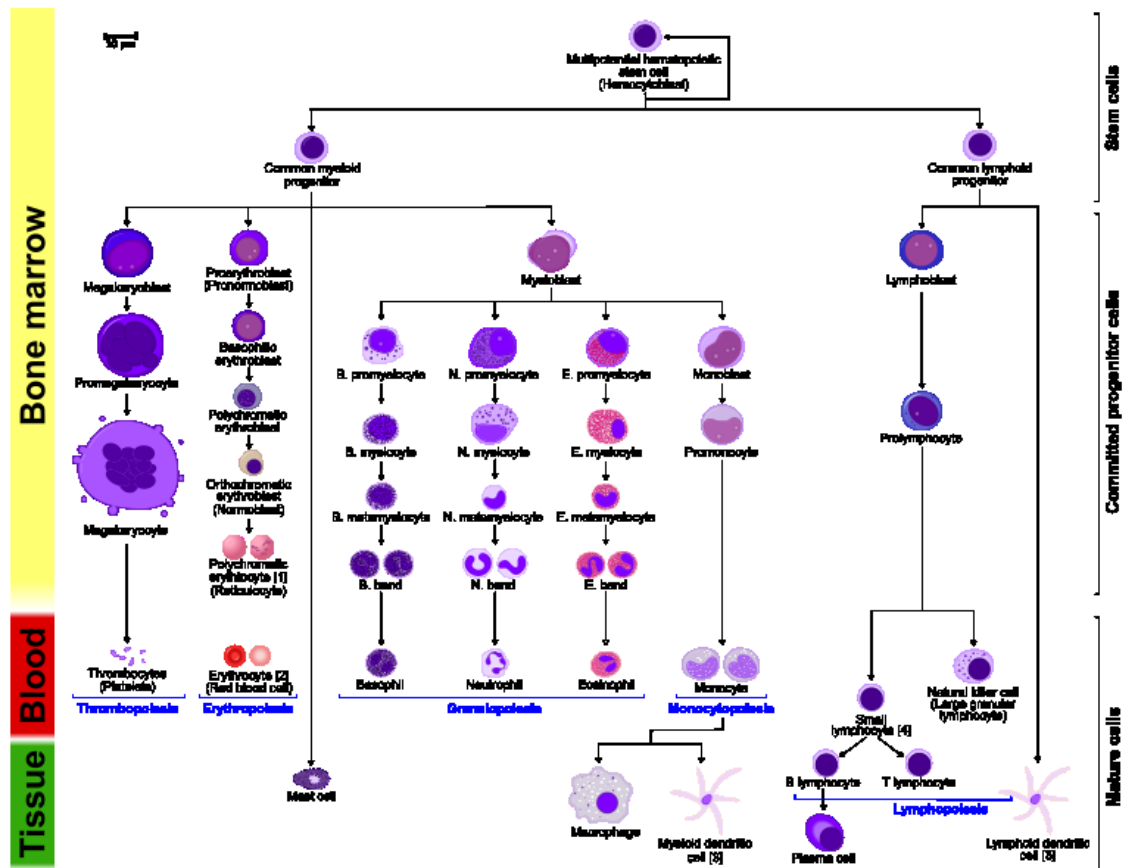 Multipotential hematopoietic
stem cell
(Hemocytoblast)
Common myeloid
progenitor
Common lymphoid
progenitor
Megakaryoblast
Proerythroblast
(Pronormoblast)
Myeloblast
Lymphoblast
Promegakaryocyte
Basophilic
erythroblast
B. promyelocyte
N. promyelocyte
E. promyelocyte
Monoblast
Polychromatic
erythroblast
B. myelocyte
N. myelocyte
E. myelocyte
Promonocyte
Prolymphocyte
Megakaryocyte
Orthochromatic
erythroblast
(Normoblast)
B. metamyelocyte
N. metamyelocyte
E. metamyelocyte
Polychromatic
erythrocyte [1]
(Reticulocyte)
B. band
N. band
E. band
Thrombocytes
(Platelets)
Erythrocyte [2]
(Red blood cell)
Basophil
Neutrophil
Eosinophil
Monocyte
Natural killer cell
(Large granular
lymphocyte)
Small
lymphocyte [4]
Thrombopoiesis
Erythropoiesis
Granulopoiesis
Monocytopoiesis
Mast cell
Macrophage
Myeloid dendritic
cell [3]
B lymphocyte
T lymphocyte
Lymphopoiesis
Plasma cell
Lymphoid dendritic
Bone marrow
Blood
Tissue
Stem cells
Committed progenitor cells
Mature cells